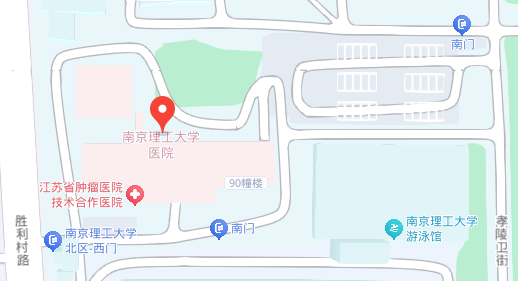 南门
南京理工大学
医院
90幢楼
江苏省肿瘤医院
技术合作医院
胜利村路
南京理工大学
北区-西门
南门
南京理工大学
游泳馆
孝陵卫街